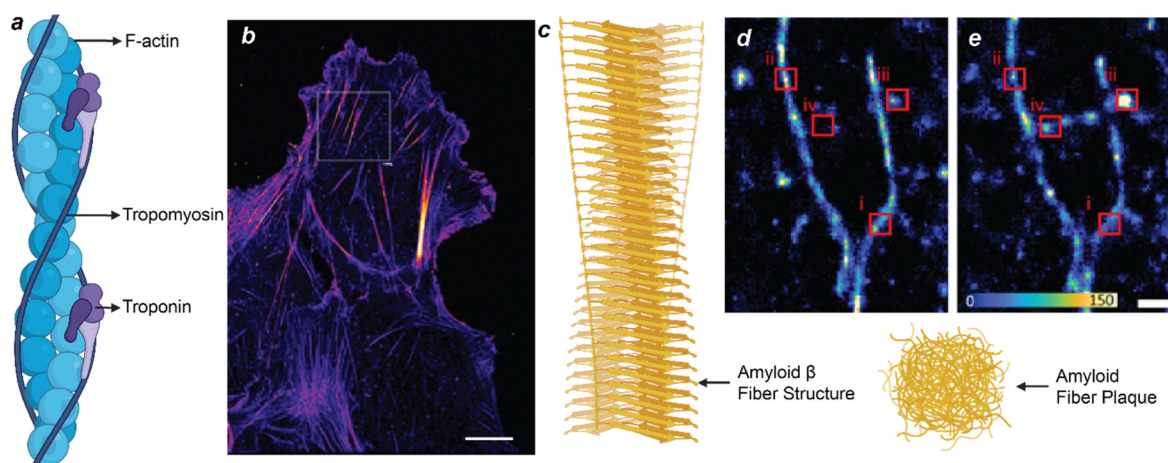 a
F-actin
Tropomyosin
Troponin
b
c
Amyloid β
Fiber Structure
d
ii
iii
iv
i
e
ii
iii
iv
i
0
150
Amyloid
Fiber Plaque